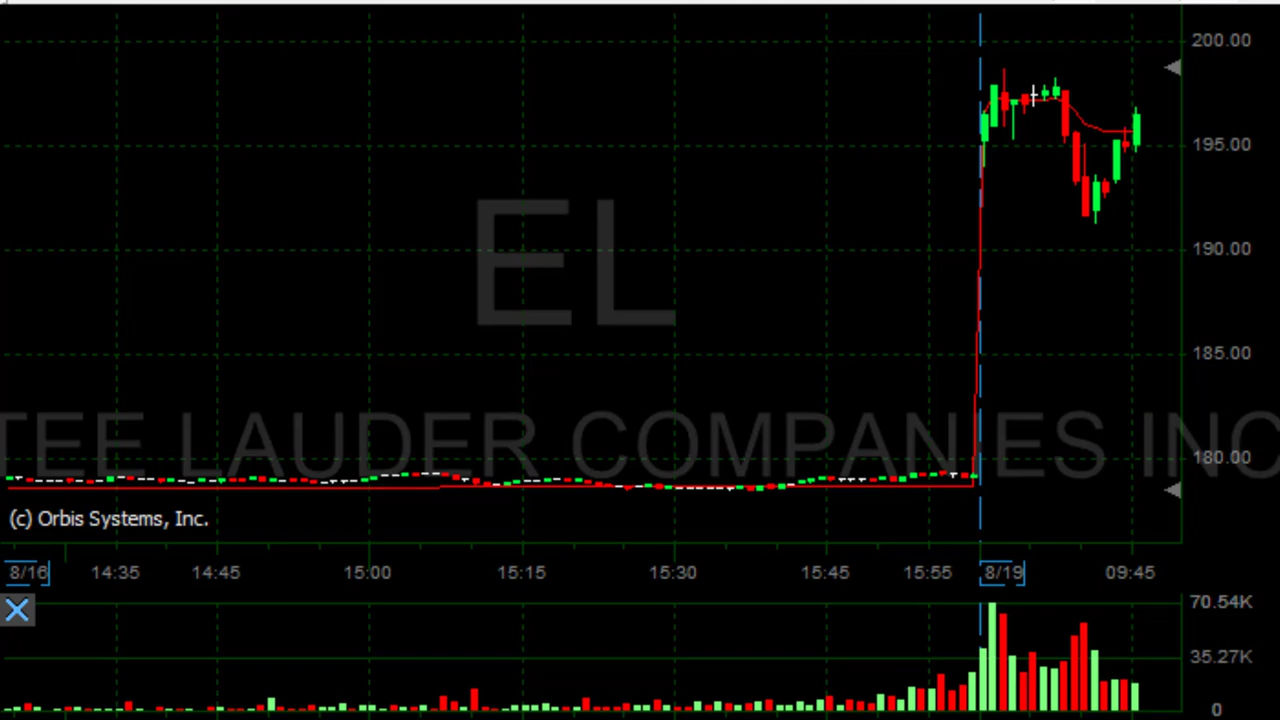 200.00
195.00
EL
190.00
185.00
TEE LAUDER COMPANIES INC
180.00
(c) Orbis Systems, Inc.
8/16 14:35 14:45 15:00 15:15 15:30 15:45 15:55 8/19 09:45
70.54K
35.27K
0